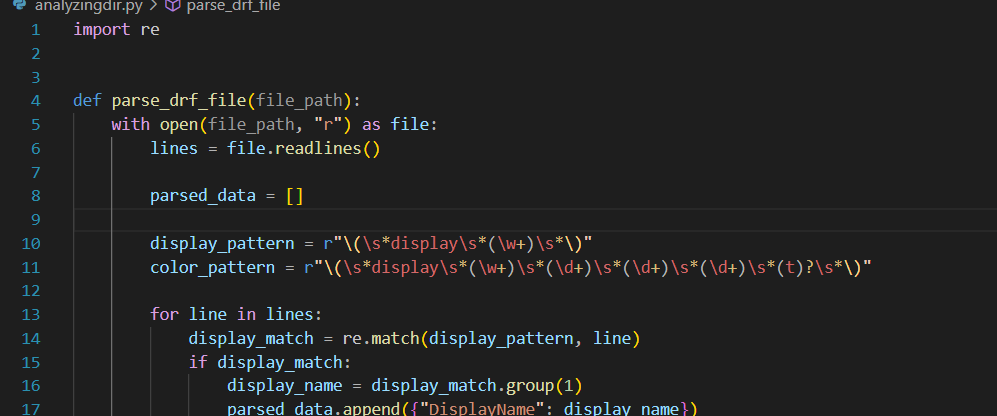 analyzingdir.py > parse_drf_file
1 import re
2
3
4 def parse_drf_file(file_path):
5 with open(file_path, "r") as file:
6 lines = file.readlines()
7
8 parsed_data = []
9
10 display_pattern = r"\(\s*display\s*(\w+)\s*\)"
11 color_pattern = r"\(\s*display\s*(\w+)\s*(\d+)\s*(\d+)\s*(\d+)\s*(t)?\s*\)"
12
13 for line in lines:
14 display_match = re.match(display_pattern, line)
15 if display_match:
16 display_name = display_match.group(1)
17 parsed_data.append({"DisplayName": display_name})